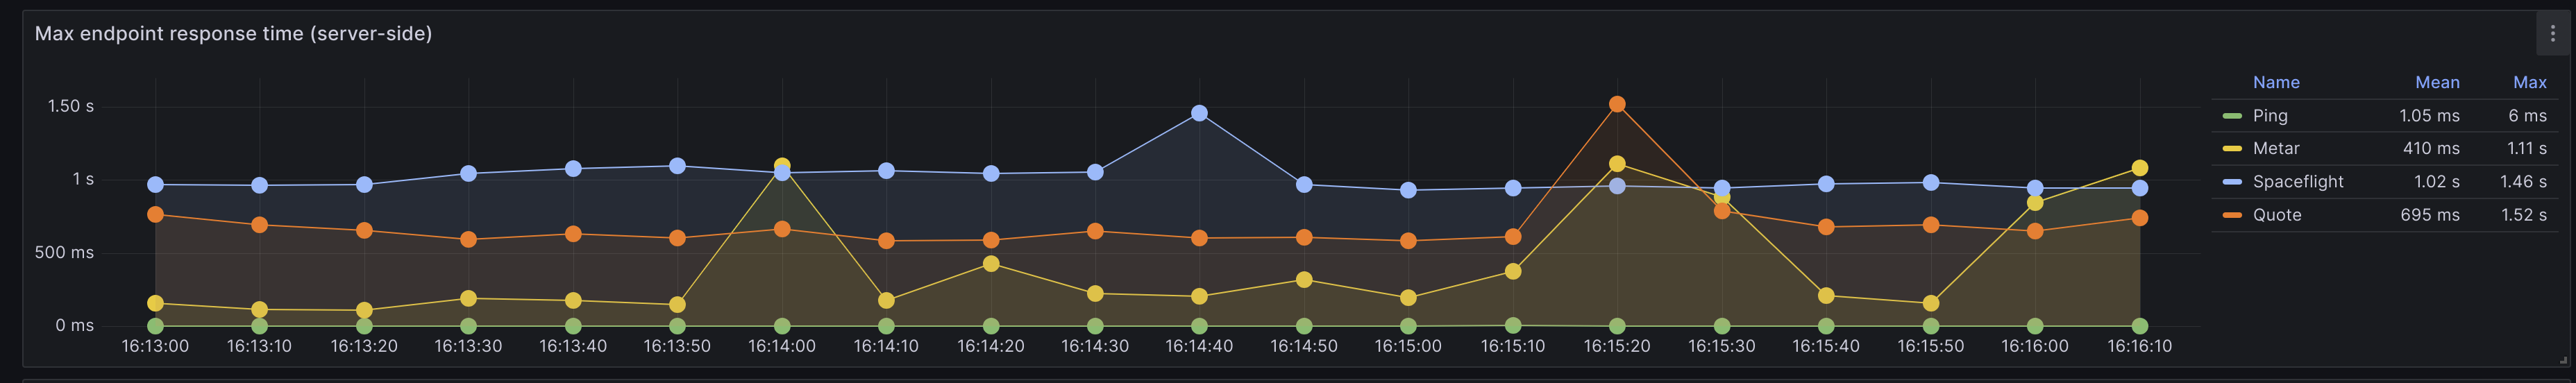 Max endpoint response time (server-side)
1.50 s
1 s
500 ms
0 ms
16:13:00 16:13:10 16:13:20 16:13:30 16:13:40 16:13:50 16:14:00 16:14:10 16:14:20 16:14:30 16:14:40 16:14:50 16:15:00 16:15:10 16:15:20 16:15:30 16:15:40 16:15:50 16:16:00 16:16:10
Name Mean Max
Ping 1.05 ms 6 ms
Metar 410 ms 1.11 s
Spaceflight 1.02 s 1.46 s
Quote 695 ms 1.52 s